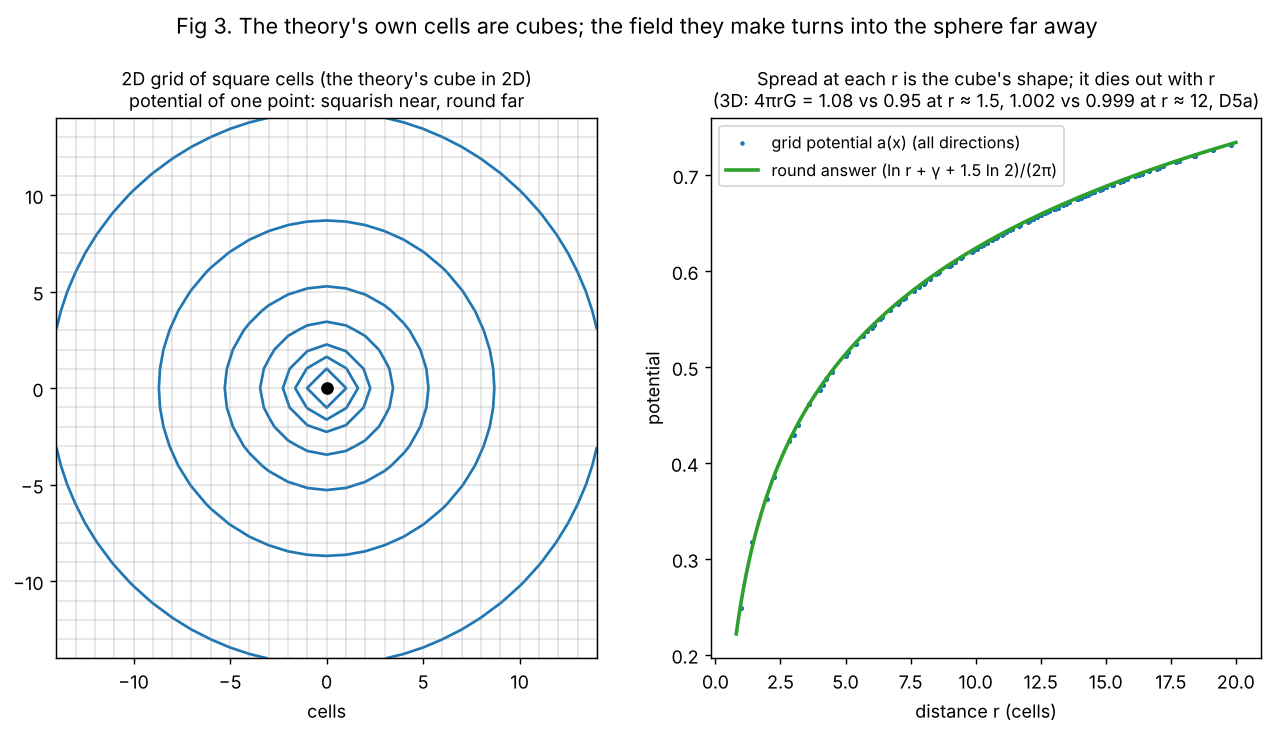 Fig 3. The theory's own cells are cubes; the field they make turns into the sphere far away
2D grid of square cells (the theory's cube in 2D)
potential of one point: squarish near, round far
10
5
0
−5
−10
−10
−5
0
5
10
cells
Spread at each r is the cube's shape; it dies out with r
(3D: 4πrG = 1.08 vs 0.95 at r ≈ 1.5, 1.002 vs 0.999 at r ≈ 12, D5a)
grid potential a(x) (all directions)
round answer (ln r + γ + 1.5 ln 2)/(2π)
potential
0.7
0.6
0.5
0.4
0.3
0.2
0.0
2.5
5.0
7.5
10.0
12.5
15.0
17.5
20.0
distance r (cells)